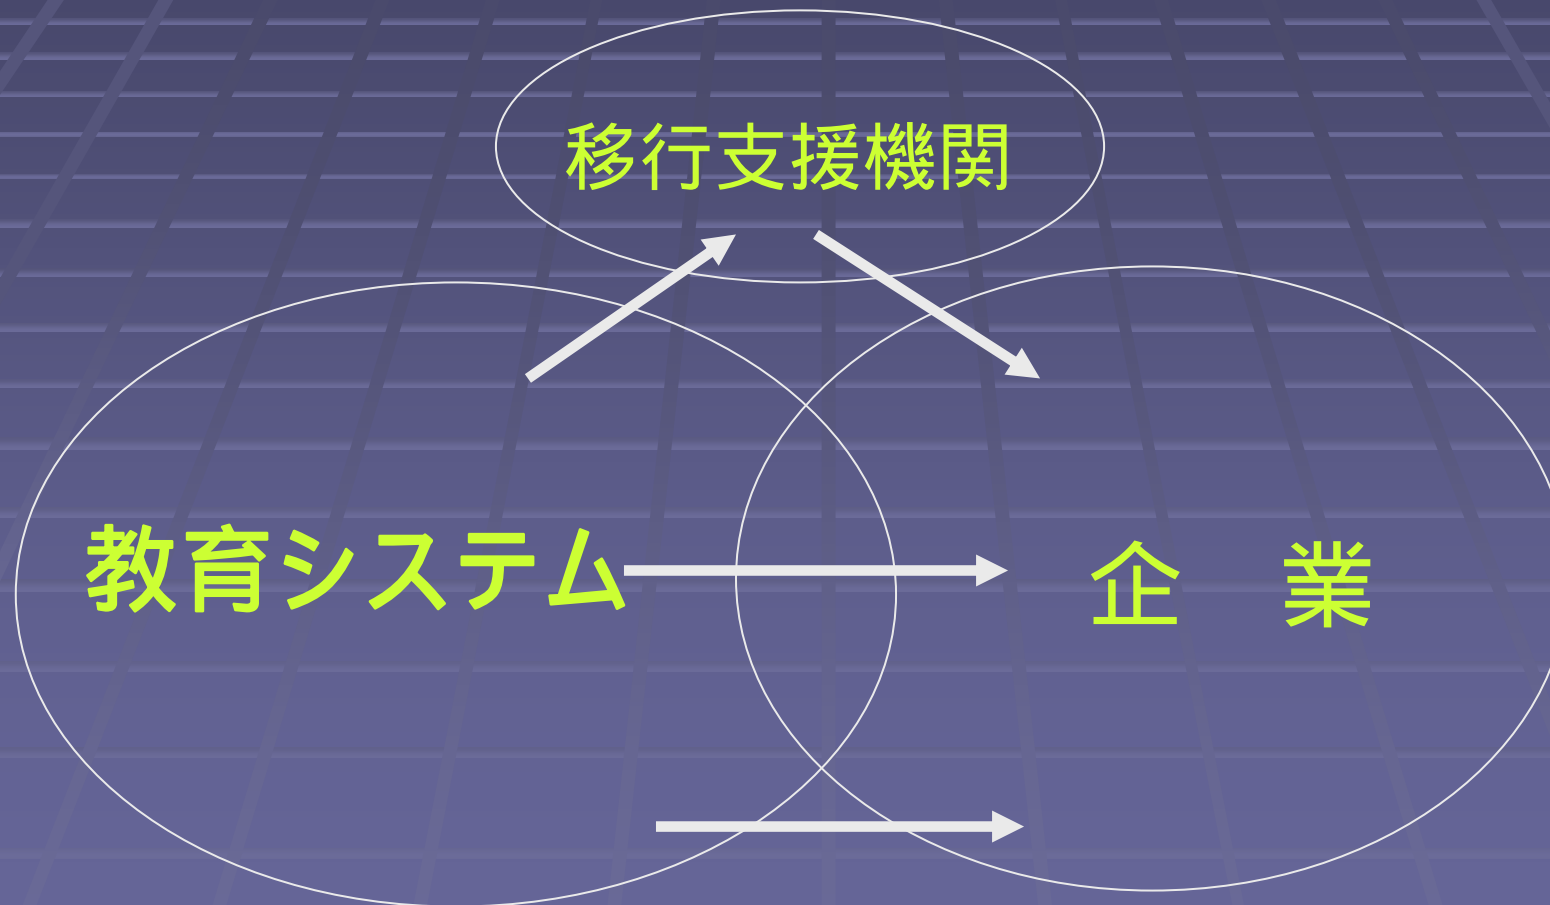 移行支援機関
教育システム
企　業